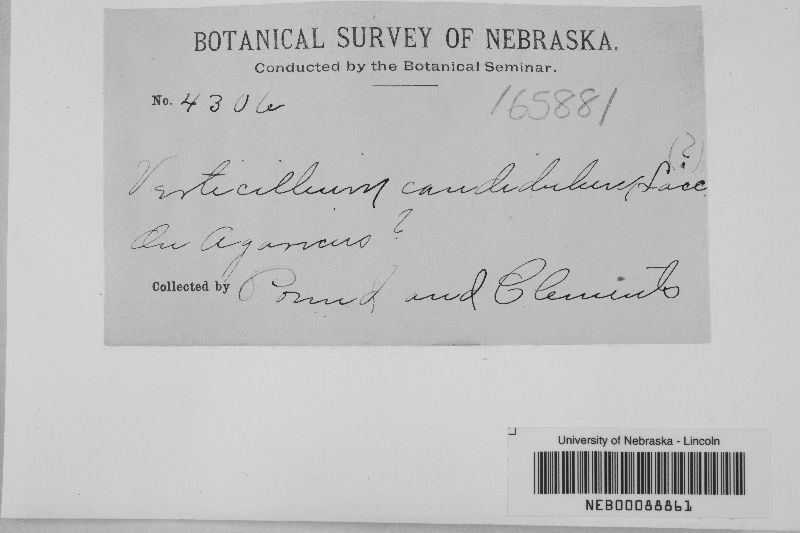 BOTANICAL SURVEY OF NEBRASKA.
Conducted by the Botanical Seminar.
No. 4306
165881
(?)
Verticillium candidulum Sacc.
On Agaricus ?
Collected by Pound and Clements
University of Nebraska - Lincoln
NEB00088861